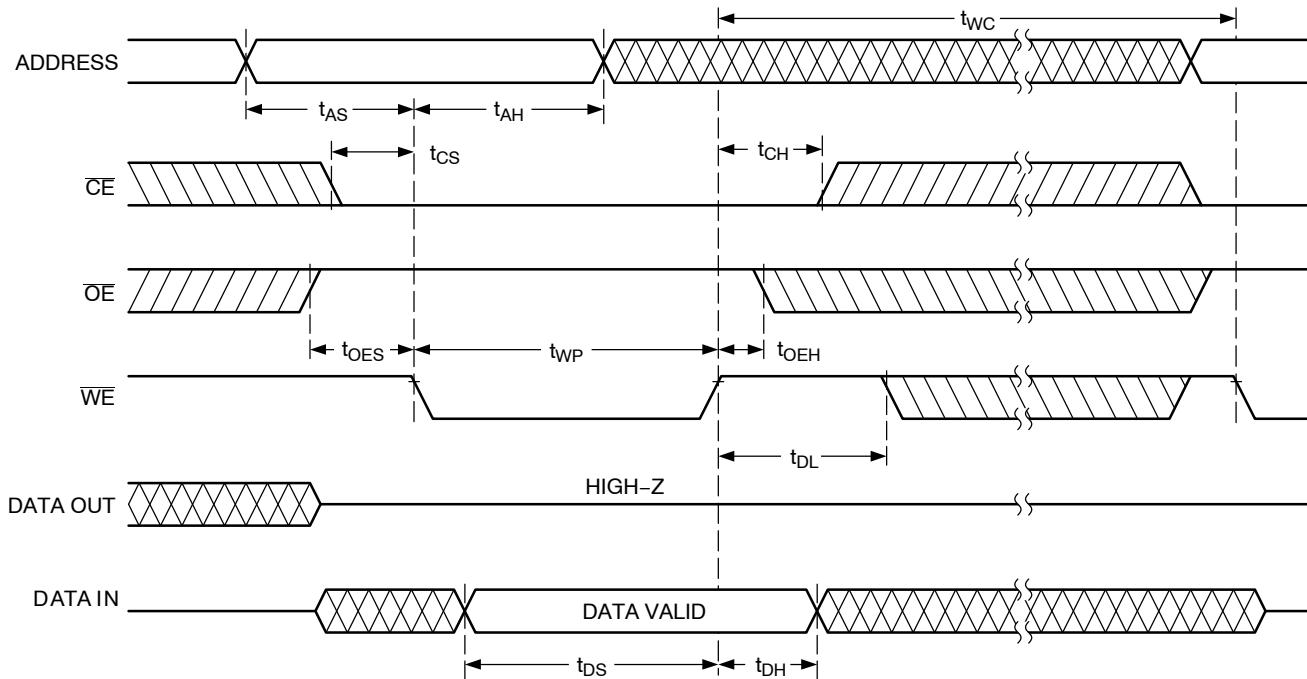 tWC
ADDRESS
tAS
tAH
tCS
tCH
CE
OE
tOES
tWP
tOEH
WE
tDL
HIGH–Z
DATA OUT
DATA IN
DATA VALID
tDS
tDH